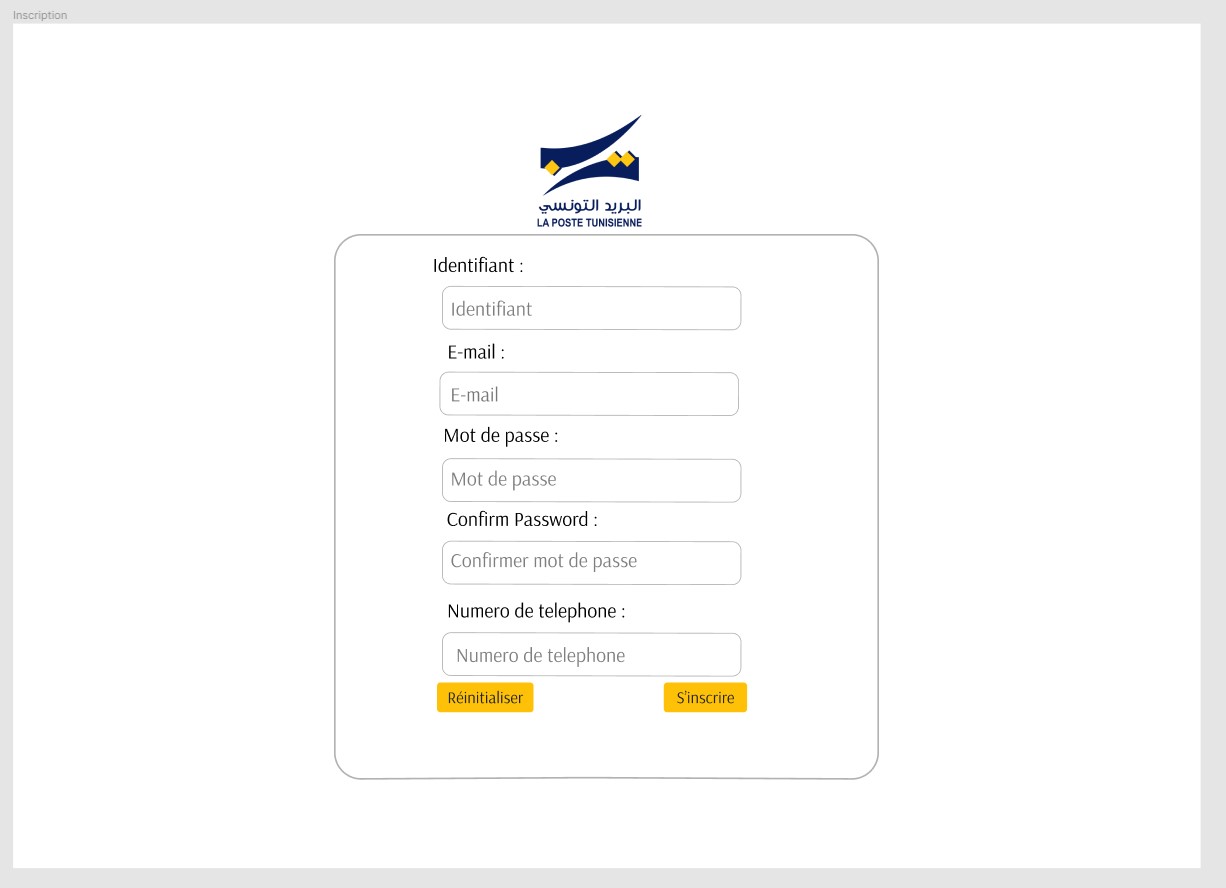 Inscription
البريد التونسي
LA POSTE TUNISIENNE
Identifiant :
Identifiant
E-mail :
E-mail
Mot de passe :
Mot de passe
Confirm Password :
Confirmer mot de passe
Numero de telephone :
Numero de telephone
Réinitialiser S'inscrire